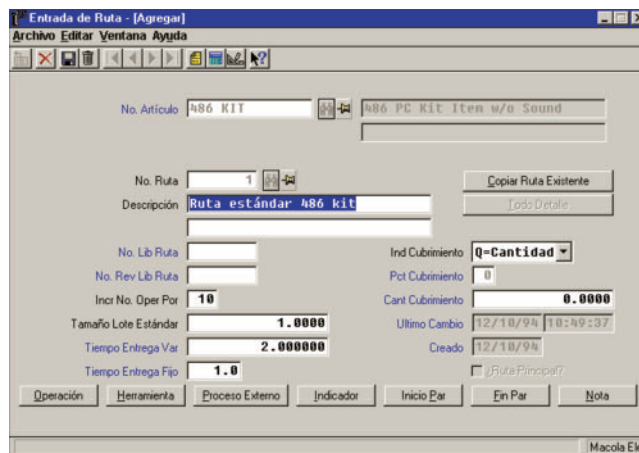 Entrada de Ruta - [Agregar]
Archivo Editar Ventana Ayuda
No. Artículo 486 KIT 486 PC Kit Item w/o Sound
No. Ruta 1 Copiar Ruta Existente
Descripción Ruta estándar 486 kit Todo Detalle
No. Lib Ruta Ind Cubrimiento Q=Cantidad
No. Rev Lib Ruta Pct Cubrimiento 0
Incr No. Oper Por 10 Cant Cubrimiento 0.0000
Tamaño Lote Estándar 1.0000 Ultimo Cambio 12/10/94 10:49:37
Tiempo Entrega Var 2.000000 Creado 12/10/94
Tiempo Entrega Fijo 1.0 ¿Ruta Principal?
Operación Herramienta Proceso Externo Indicador Inicio Par Fin Par Nota
Macola Ele